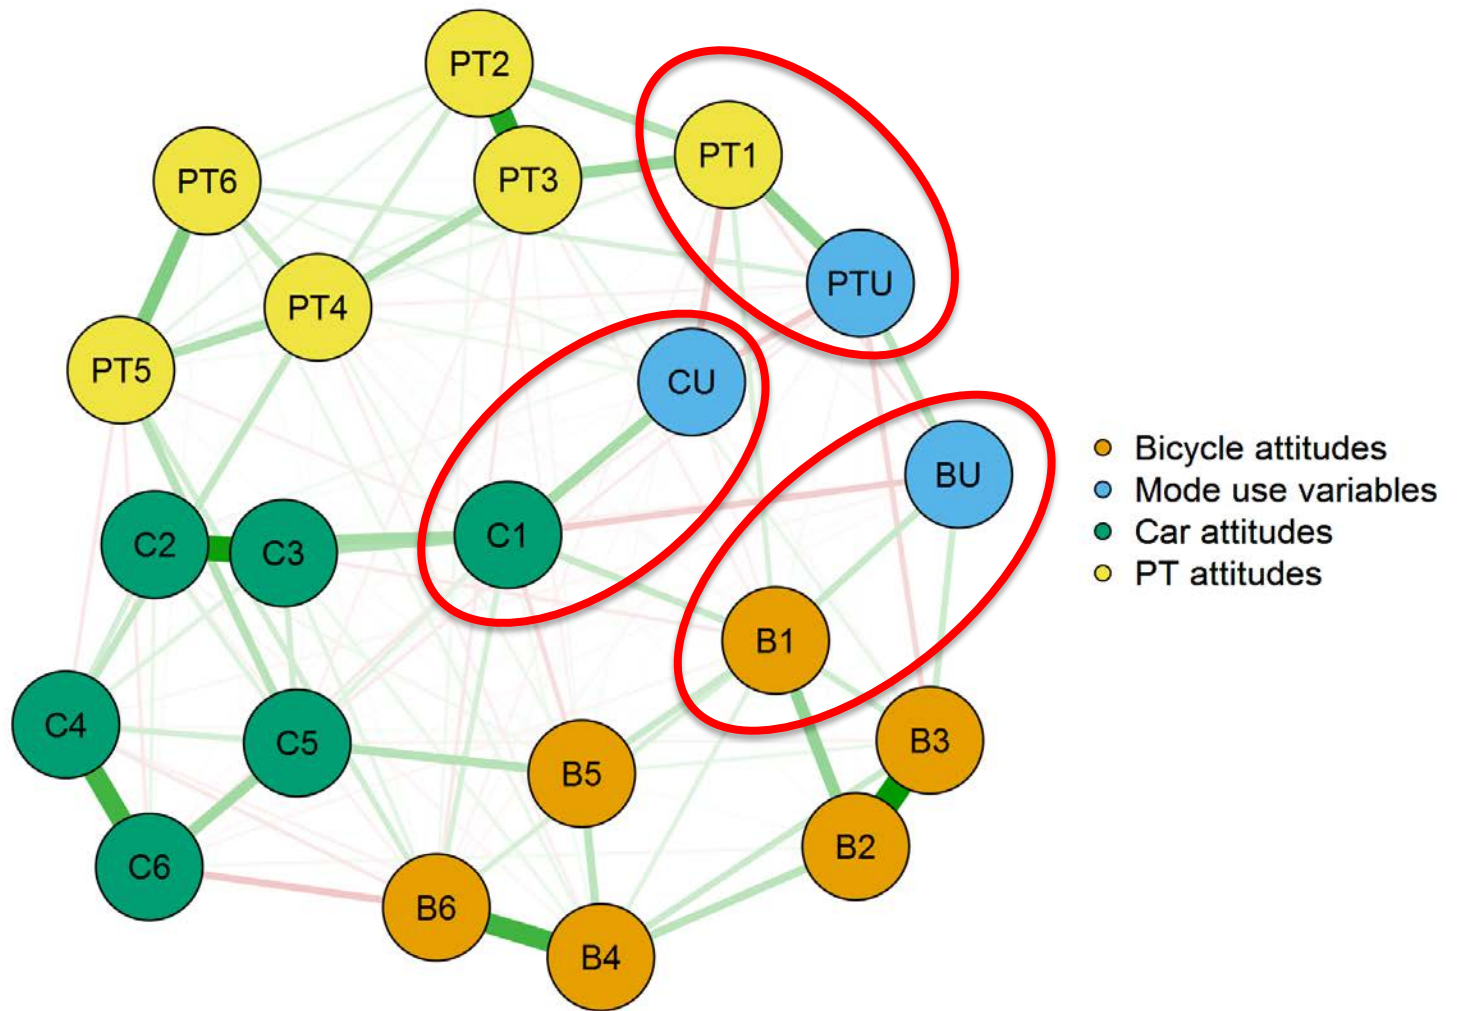 PT2
PT1
PT6
PT3
PTU
PT4
PT5
CU
BU
C2
C3
C1
B1
C4
C5
B5
B3
C6
B2
B6
B4
Bicycle attitudes
Mode use variables
Car attitudes
PT attitudes